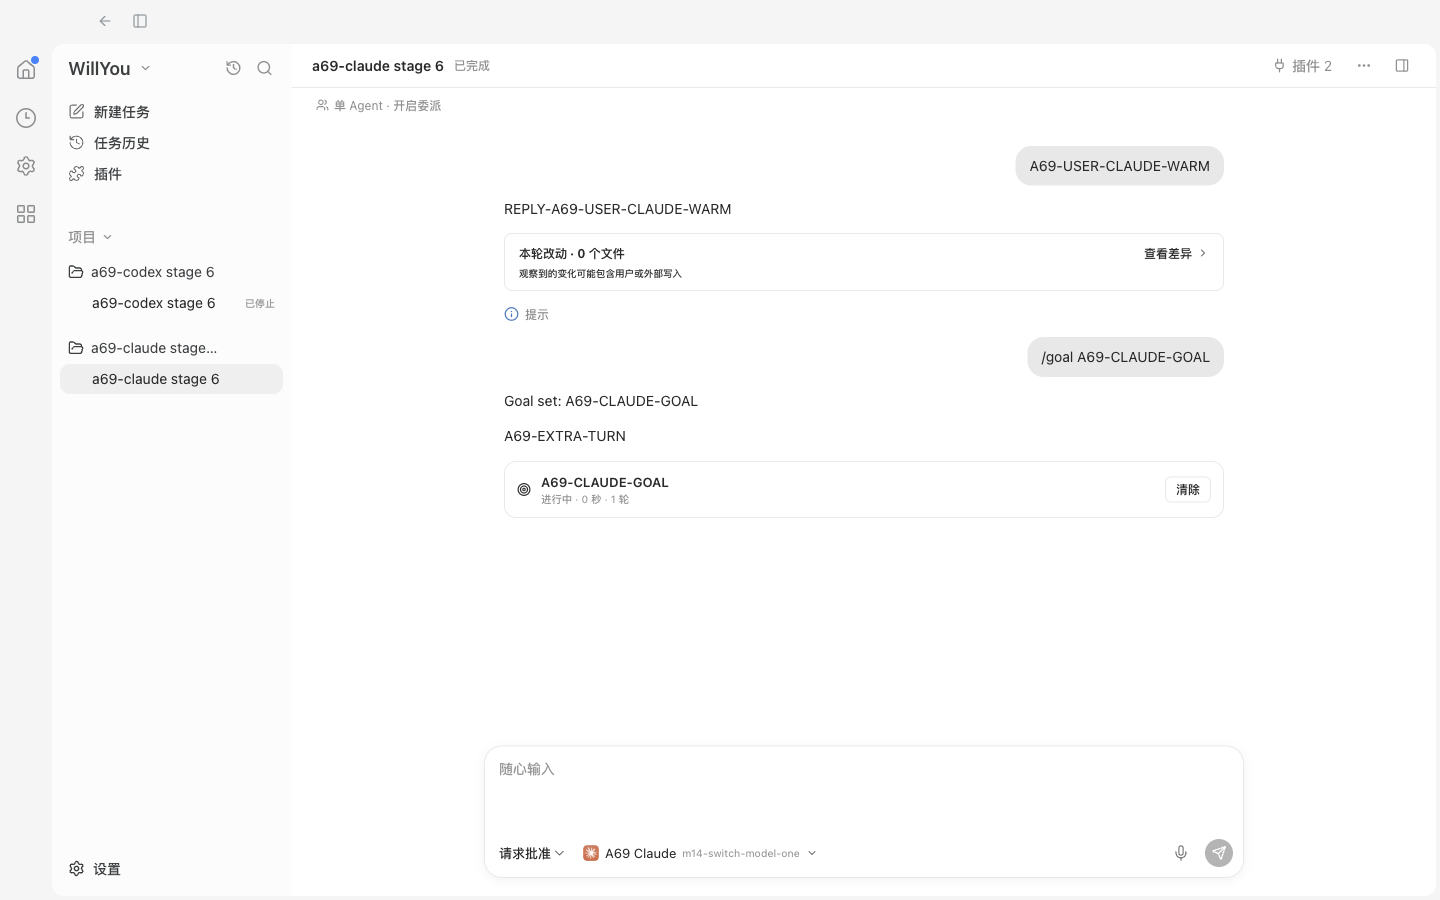 WillYou
新建任务
任务历史
插件
项目
a69-codex stage 6
a69-codex stage 6 已停止
a69-claude stage...
a69-claude stage 6
设置
a69-claude stage 6 已完成
插件 2
单 Agent · 开启委派
A69-USER-CLAUDE-WARM
REPLY-A69-USER-CLAUDE-WARM
本轮改动 · 0 个文件
查看差异
观察到的变化可能包含用户或外部写入
提示
/goal A69-CLAUDE-GOAL
Goal set: A69-CLAUDE-GOAL
A69-EXTRA-TURN
A69-CLAUDE-GOAL
进行中 · 0 秒 · 1 轮
清除
随心输入
请求批准 A69 Claude m14-switch-model-one